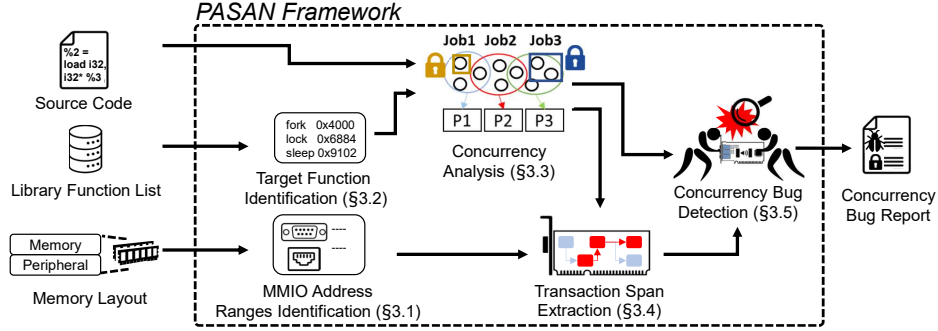 PASAN Framework
%2 =
load i32,
i32* %3
Source Code
Library Function List
Memory
Peripheral
Memory Layout
fork 0x4000
lock 0x6884
sleep 0x9102
Target Function
Identification (§3.2)
MMIO Address
Ranges Identification (§3.1)
Job1 Job2 Job3
P1 P2 P3
Concurrency
Analysis (§3.3)
Transaction Span
Extraction (§3.4)
Concurrency Bug
Detection (§3.5)
Concurrency
Bug Report